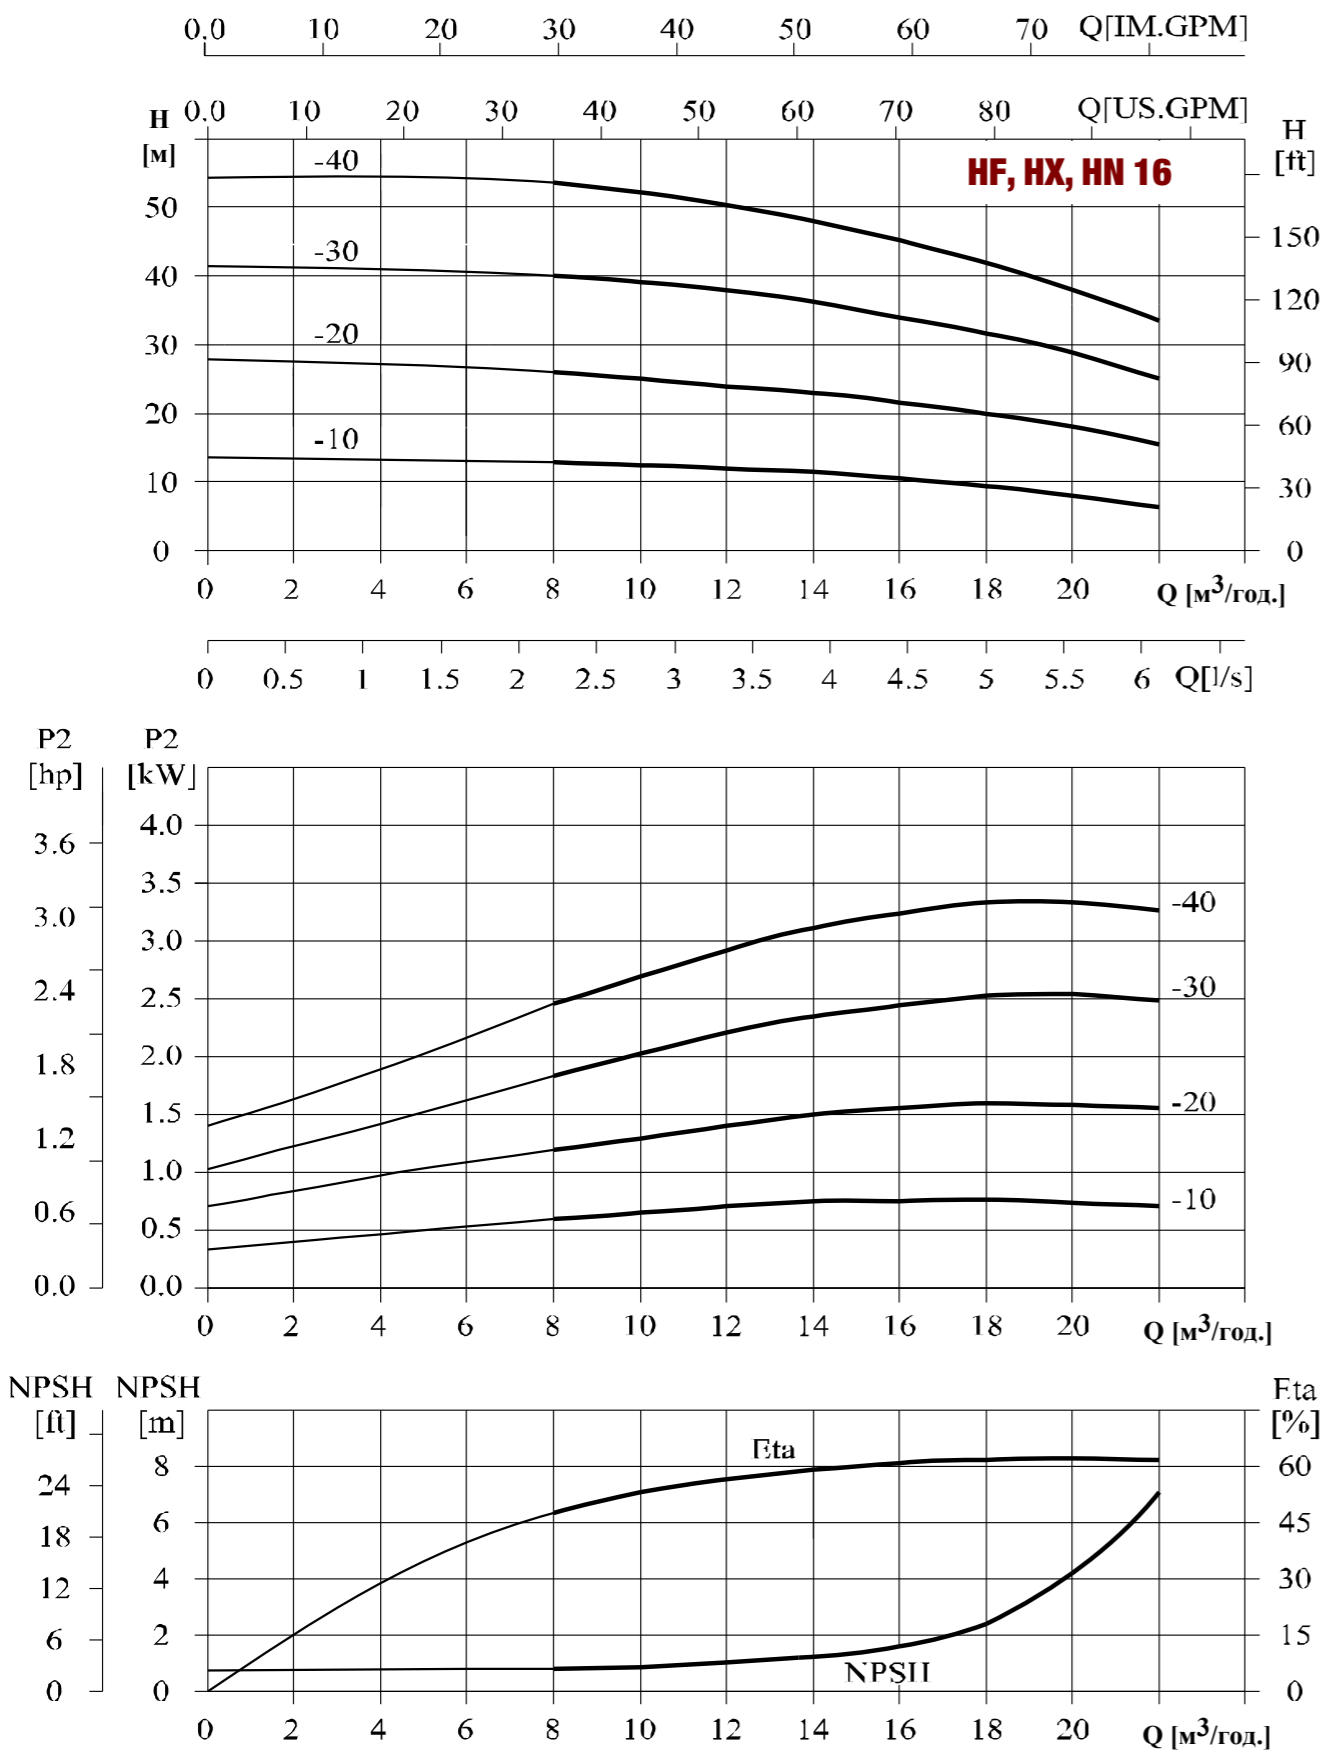 0.0 10 20 30 40 50 60 70 Q[IM.GPM]
0.0 10 20 30 40 50 60 70 80 Q[US.GPM]
H
[м]
H
[ft]
HF, HX, HN 16
-40
50
150
-30
40
120
-20
30
90
20
60
-10
10
30
0
0
0 2 4 6 8 10 12 14 16 18 20 Q [м³/год.]
0 0.5 1 1.5 2 2.5 3 3.5 4 4.5 5 5.5 6 Q[l/s]
P2
[hp]
P2
[kW]
4.0
3.6
3.5
-40
3.0
3.0
2.4
2.5
-30
1.8
2.0
1.5
-20
1.2
1.0
0.6
0.5
-10
0.0
0.0
0 2 4 6 8 10 12 14 16 18 20 Q [м³/год.]
NPSH
[ft]
NPSH
[m]
Eta
[%]
Eta
8
60
24
6
45
18
4
30
12
2
15
6
NPSH
0
0
0
0 2 4 6 8 10 12 14 16 18 20 Q [м³/год.]